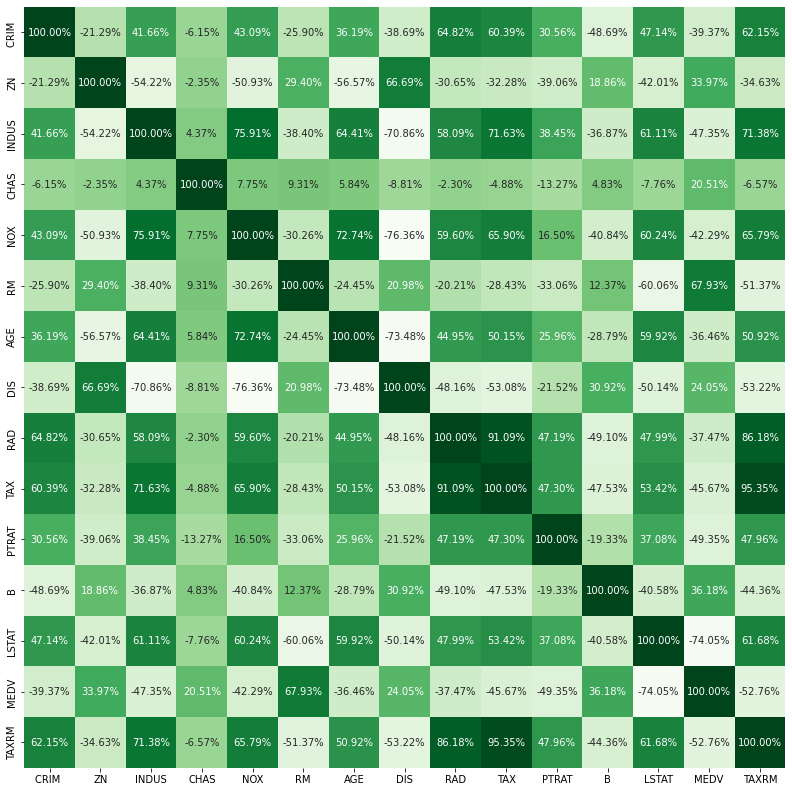 CRIM 100.00% -21.29% 41.66% -6.15% 43.09% -25.90% 36.19% -38.69% 64.82% 60.39% 30.56% -48.69% 47.14% -39.37% 62.15%
ZN -21.29% 100.00% -54.22% -2.35% -50.93% 29.40% -56.57% 66.69% -30.65% -32.28% -39.06% 18.86% -42.01% 33.97% -34.63%
INDUS 41.66% -54.22% 100.00% 4.37% 75.91% -38.40% 64.41% -70.86% 58.09% 71.63% 38.45% -36.87% 61.11% -47.35% 71.38%
CHAS -6.15% -2.35% 4.37% 100.00% 7.75% 9.31% 5.84% -8.81% -2.30% -4.88% -13.27% 4.83% -7.76% 20.51% -6.57%
NOX 43.09% -50.93% 75.91% 7.75% 100.00% -30.26% 72.74% -76.36% 59.60% 65.90% 16.50% -40.84% 60.24% -42.29% 65.79%
RM -25.90% 29.40% -38.40% 9.31% -30.26% 100.00% -24.45% 20.98% -20.21% -28.43% -33.06% 12.37% -60.06% 67.93% -51.37%
AGE 36.19% -56.57% 64.41% 5.84% 72.74% -24.45% 100.00% -73.48% 44.95% 50.15% 25.96% -28.79% 59.92% -36.46% 50.92%
DIS -38.69% 66.69% -70.86% -8.81% -76.36% 20.98% -73.48% 100.00% -48.16% -53.08% -21.52% 30.92% -50.14% 24.05% -53.22%
RAD 64.82% -30.65% 58.09% -2.30% 59.60% -20.21% 44.95% -48.16% 100.00% 91.09% 47.19% -49.10% 47.99% -37.47% 86.18%
TAX 60.39% -32.28% 71.63% -4.88% 65.90% -28.43% 50.15% -53.08% 91.09% 100.00% 47.30% -47.53% 53.42% -45.67% 95.35%
PTRAT 30.56% -39.06% 38.45% -13.27% 16.50% -33.06% 25.96% -21.52% 47.19% 47.30% 100.00% -19.33% 37.08% -49.35% 47.96%
B -48.69% 18.86% -36.87% 4.83% -40.84% 12.37% -28.79% 30.92% -49.10% -47.53% -19.33% 100.00% -40.58% 36.18% -44.36%
LSTAT 47.14% -42.01% 61.11% -7.76% 60.24% -60.06% 59.92% -50.14% 47.99% 53.42% 37.08% -40.58% 100.00% -74.05% 61.68%
MEDV -39.37% 33.97% -47.35% 20.51% -42.29% 67.93% -36.46% 24.05% -37.47% -45.67% -49.35% 36.18% -74.05% 100.00% -52.76%
TAXRM 62.15% -34.63% 71.38% -6.57% 65.79% -51.37% 50.92% -53.22% 86.18% 95.35% 47.96% -44.36% 61.68% -52.76% 100.00%
CRIM ZN INDUS CHAS NOX RM AGE DIS RAD TAX PTRAT B LSTAT MEDV TAXRM